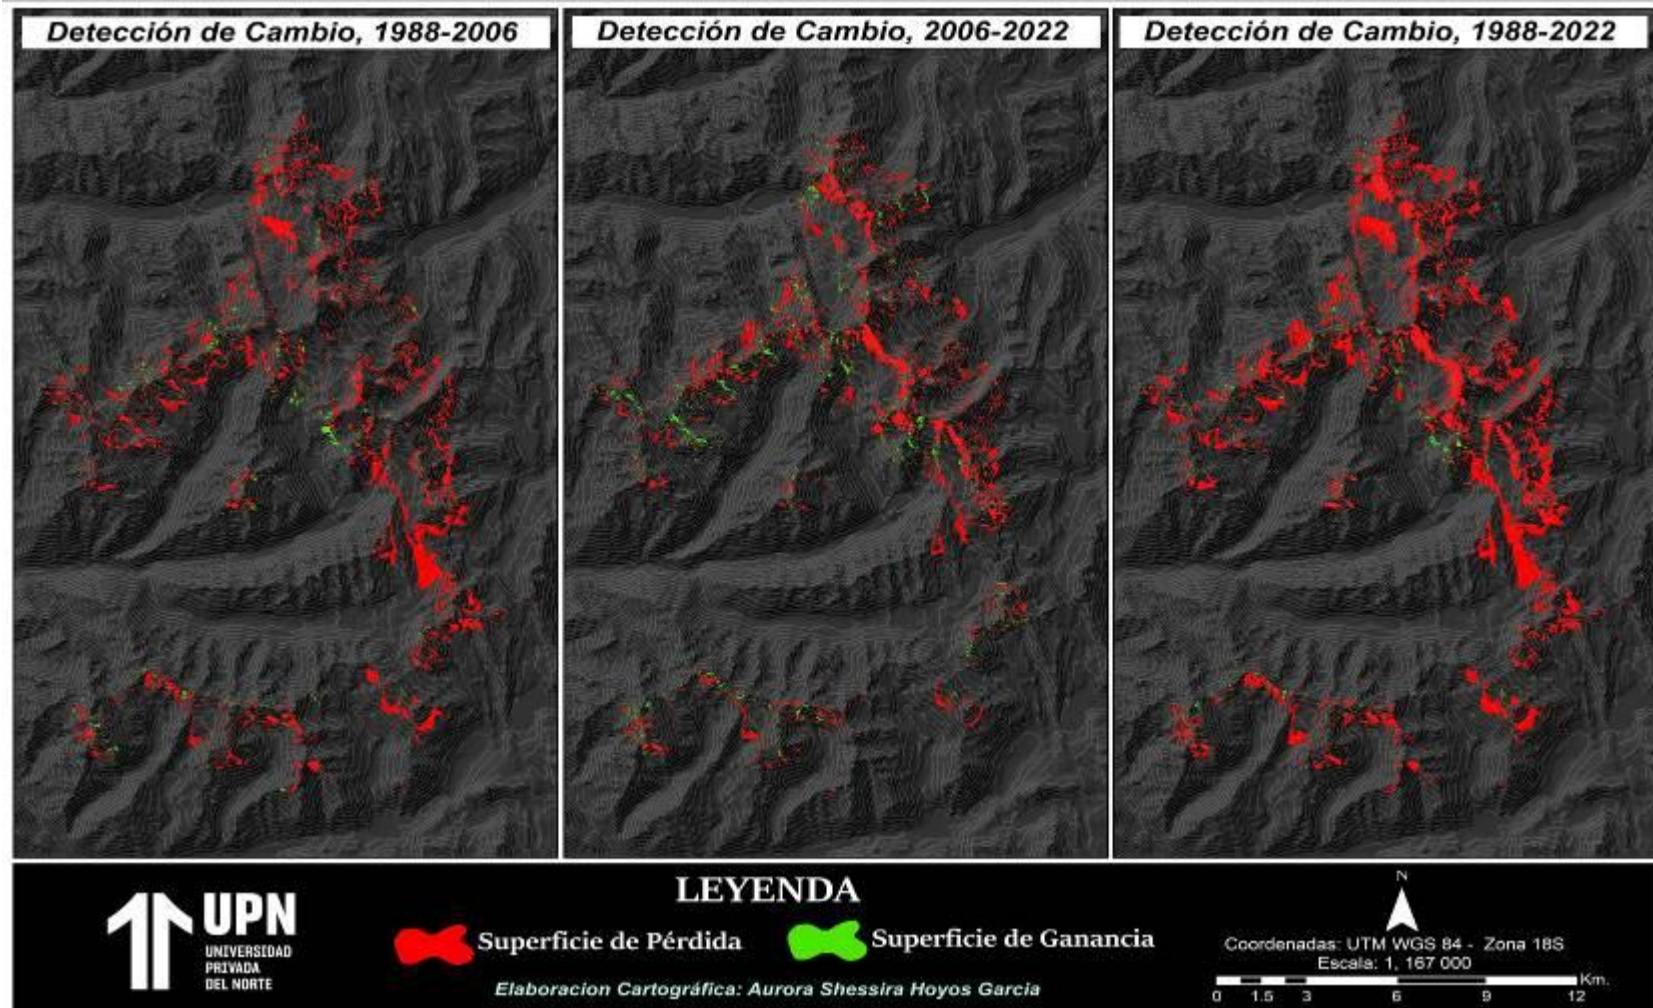 Detección de Cambio, 1988-2006
Detección de Cambio, 2006-2022
Detección de Cambio, 1988-2022
UPN
UNIVERSIDAD
PRIVADA
DEL NORTE
LEYENDA
Superficie de Pérdida
Superficie de Ganancia
Elaboracion Cartográfica: Aurora Shessira Hoyos Garcia
N
Coordenadas: UTM WGS 84 - Zona 18S
Escala: 1, 167 000
Km.
0 1.5 3 6 9 12